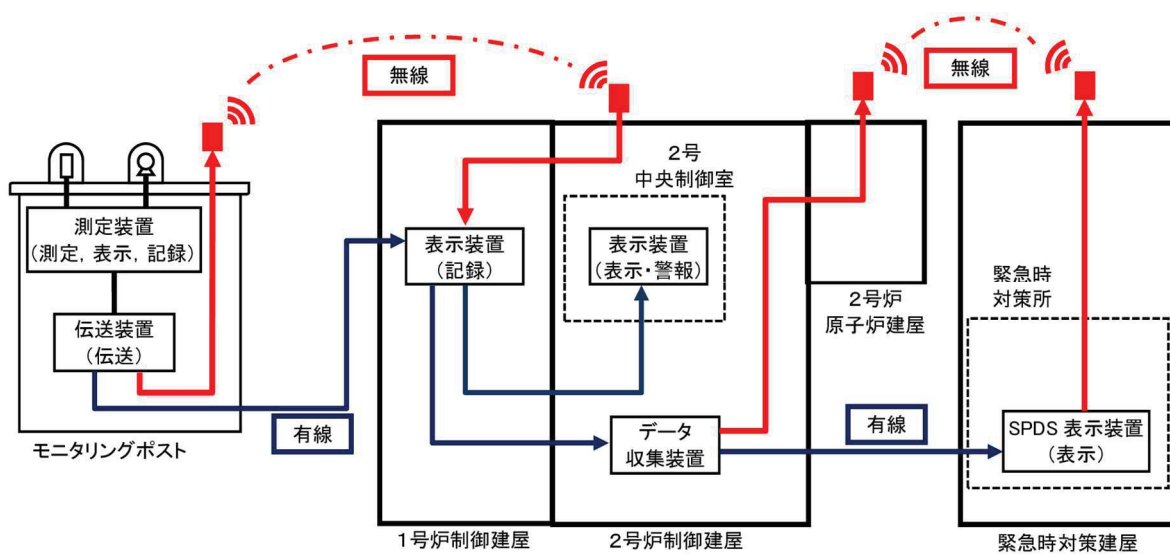 無線
無線
2号
中央制御室
測定装置
(測定, 表示, 記録)
表示装置
(記録)
表示装置
(表示・警報)
緊急時
対策所
2号炉
原子炉建屋
伝送装置
(伝送)
有線
モニタリングポスト
データ
収集装置
有線
SPDS 表示装置
(表示)
1号炉制御建屋
2号炉制御建屋
緊急時対策建屋